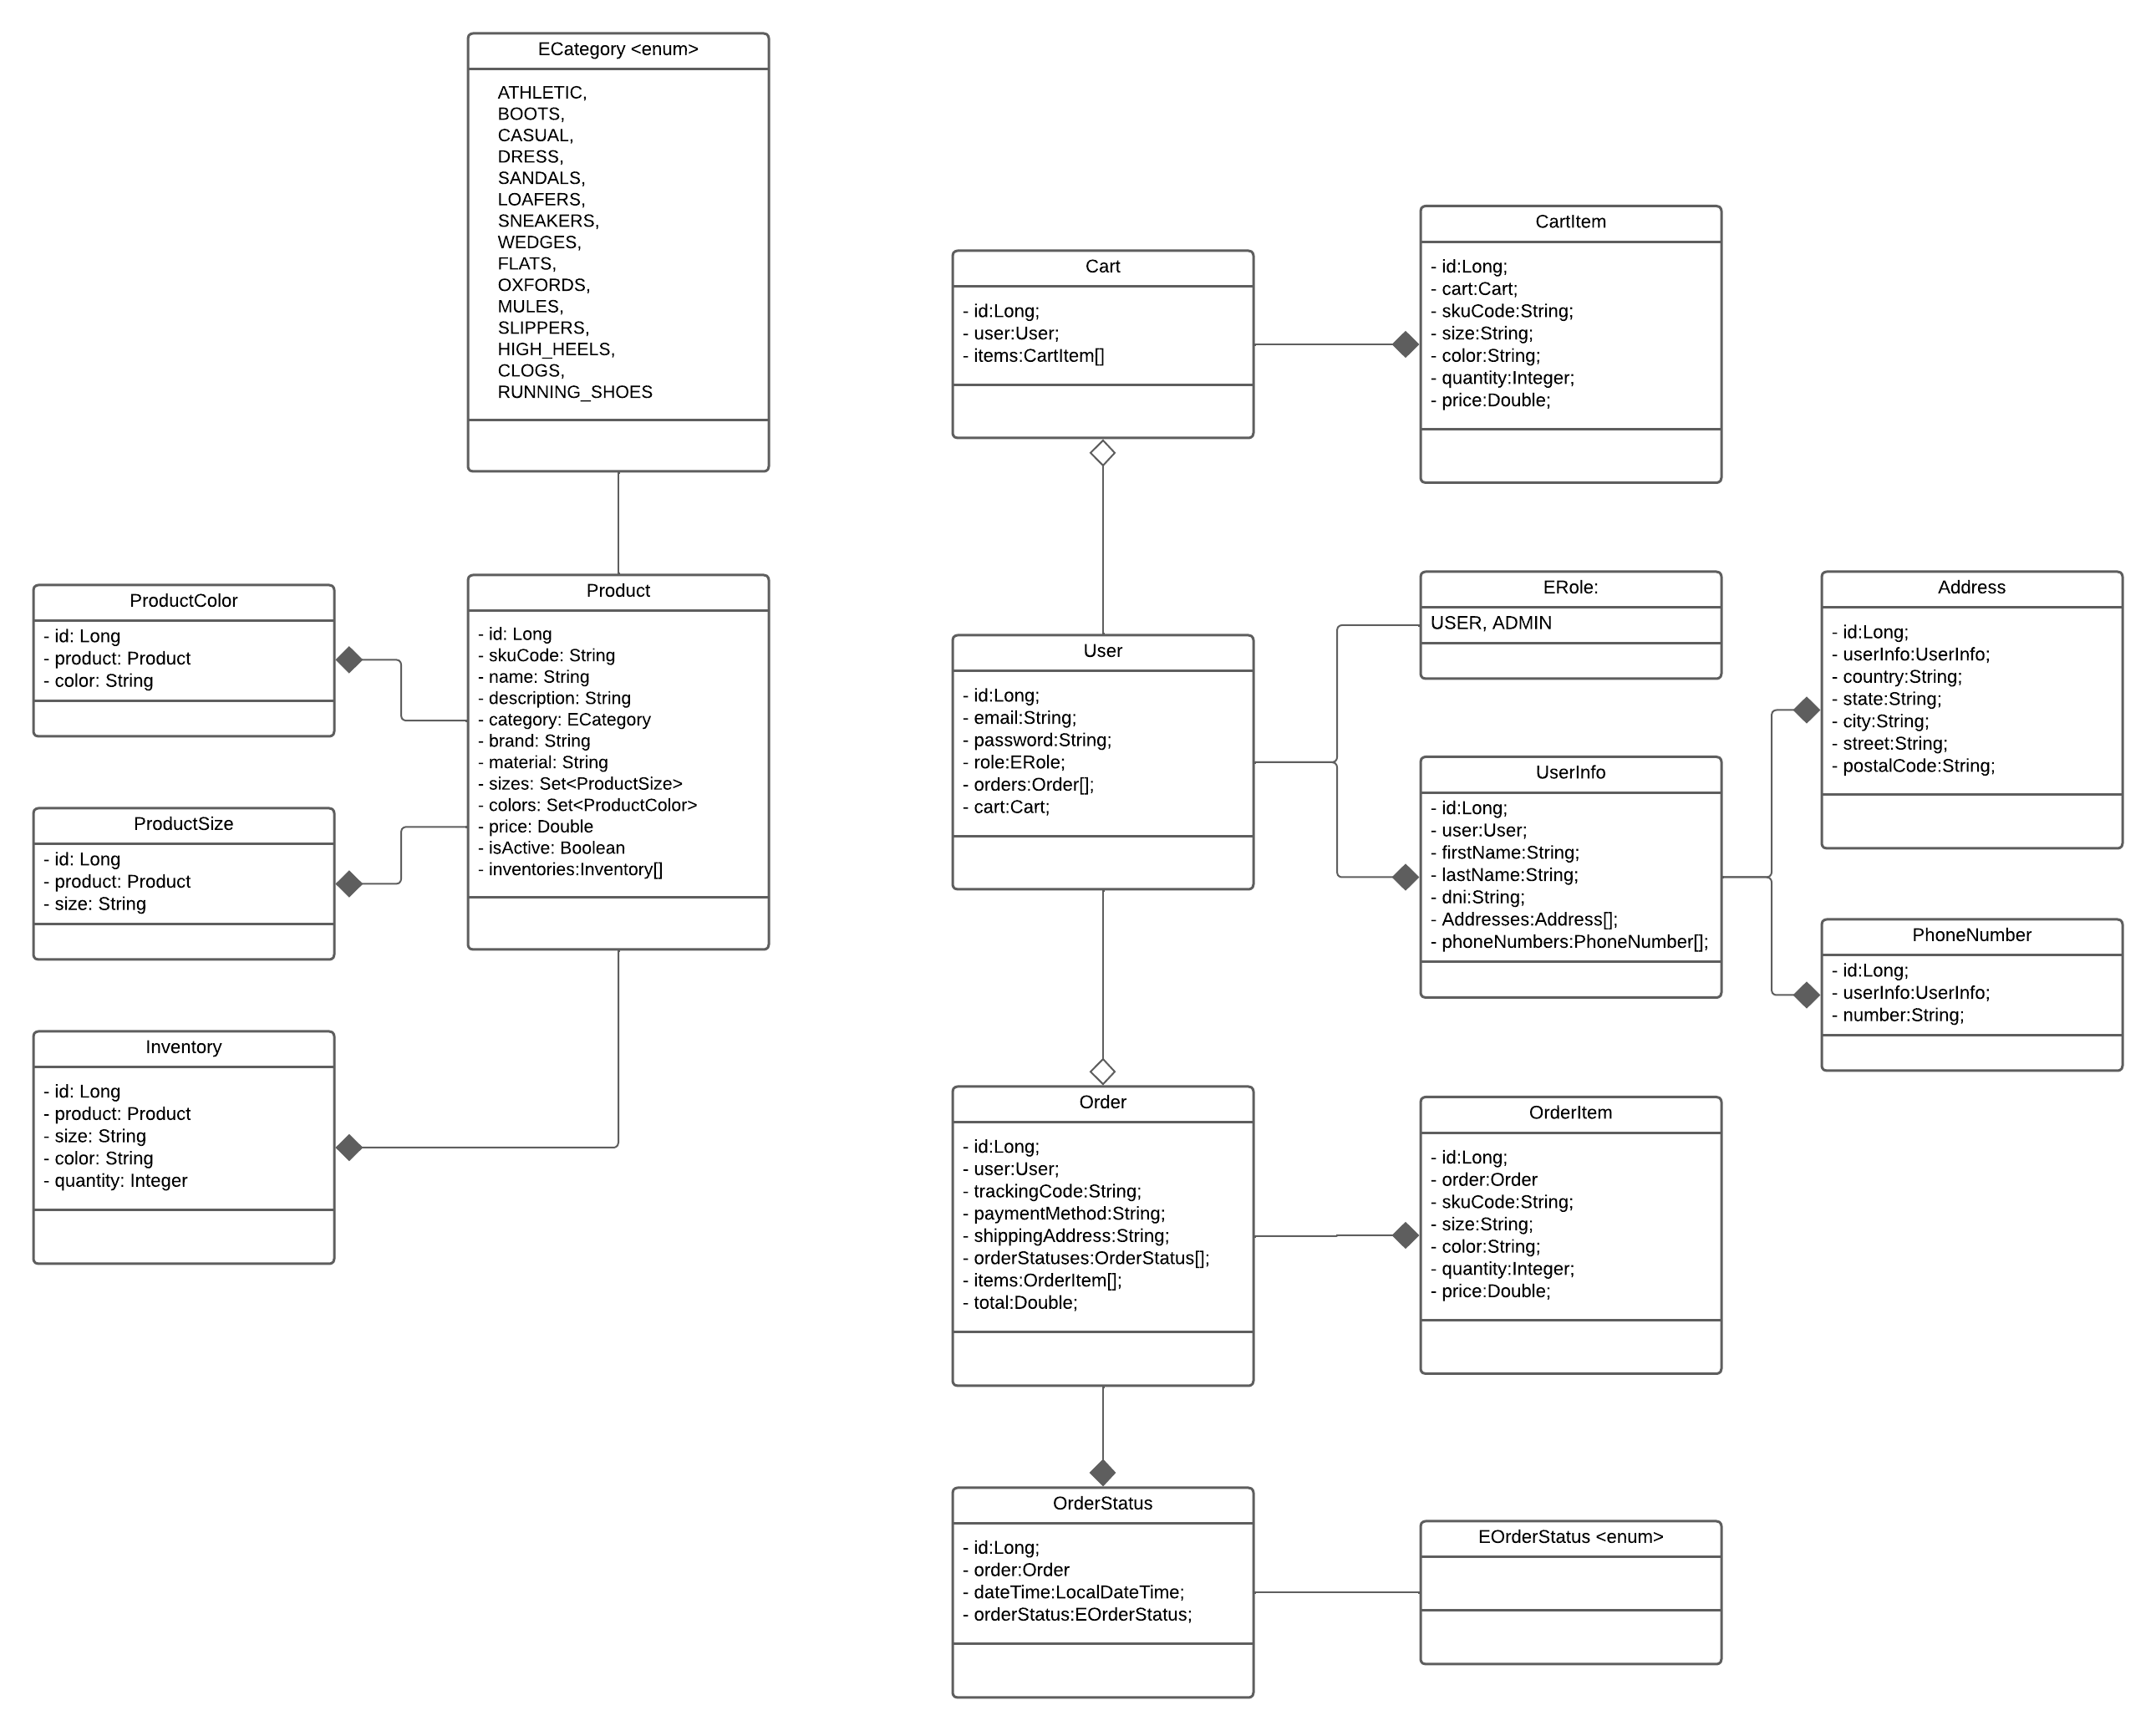 ECategory <enum>
ATHLETIC,
BOOTS,
CASUAL,
DRESS,
SANDALS,
LOAFERS,
SNEAKERS,
WEDGES,
FLATS,
OXFORDS,
MULES,
SLIPPERS,
HIGH_HEELS,
CLOGS,
RUNNING_SHOES
ProductColor
- id: Long
- product: Product
- color: String
Product
- id: Long
- skuCode: String
- name: String
- description: String
- category: ECategory
- brand: String
- material: String
- sizes: Set<ProductSize>
- colors: Set<ProductColor>
- price: Double
- isActive: Boolean
- inventories:Inventory[]
ProductSize
- id: Long
- product: Product
- size: String
Inventory
- id: Long
- product: Product
- size: String
- color: String
- quantity: Integer
Cart
- id:Long;
- user:User;
- items:CartItem[]
CartItem
- id:Long;
- cart:Cart;
- skuCode:String;
- size:String;
- color:String;
- quantity:Integer;
- price:Double;
User
- id:Long;
- email:String;
- password:String;
- role:ERole;
- orders:Order[];
- cart:Cart;
ERole:
USER, ADMIN
UserInfo
- id:Long;
- user:User;
- firstName:String;
- lastName:String;
- dni:String;
- Addresses:Address[];
- phoneNumbers:PhoneNumber[];
Address
- id:Long;
- userInfo:UserInfo;
- country:String;
- state:String;
- city:String;
- street:String;
- postalCode:String;
PhoneNumber
- id:Long;
- userInfo:UserInfo;
- number:String;
Order
- id:Long;
- user:User;
- trackingCode:String;
- paymentMethod:String;
- shippingAddress:String;
- orderStatuses:OrderStatus[];
- items:OrderItem[];
- total:Double;
OrderItem
- id:Long;
- order:Order
- skuCode:String;
- size:String;
- color:String;
- quantity:Integer;
- price:Double;
OrderStatus
- id:Long;
- order:Order
- dateTime:LocalDateTime;
- orderStatus:EOrderStatus;
EOrderStatus <enum>